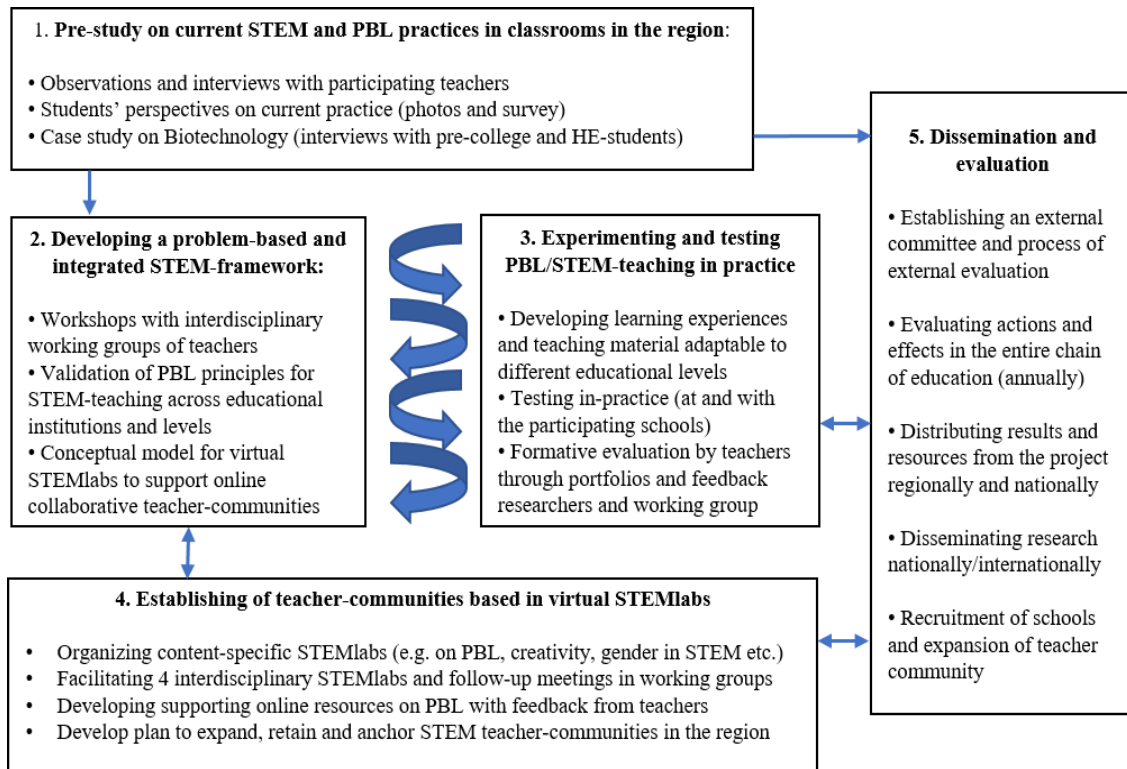 1. Pre-study on current STEM and PBL practices in classrooms in the region:
• Observations and interviews with participating teachers
• Students’ perspectives on current practice (photos and survey)
• Case study on Biotechnology (interviews with pre-college and HE-students)
2. Developing a problem-based and
integrated STEM-framework:
• Workshops with interdisciplinary
working groups of teachers
• Validation of PBL principles for
STEM-teaching across educational
institutions and levels
• Conceptual model for virtual
STEMlabs to support online
collaborative teacher-communities
3. Experimenting and testing
PBL/STEM-teaching in practice
• Developing learning experiences
and teaching material adaptable to
different educational levels
• Testing in-practice (at and with
the participating schools)
• Formative evaluation by teachers
through portfolios and feedback
researchers and working group
4. Establishing of teacher-communities based in virtual STEMlabs
• Organizing content-specific STEMlabs (e.g. on PBL, creativity, gender in STEM etc.)
• Facilitating 4 interdisciplinary STEMlabs and follow-up meetings in working groups
• Developing supporting online resources on PBL with feedback from teachers
• Develop plan to expand, retain and anchor STEM teacher-communities in the region
5. Dissemination and
evaluation
• Establishing an external
committee and process of
external evaluation
• Evaluating actions and
effects in the entire chain
of education (annually)
• Distributing results and
resources from the project
regionally and nationally
• Disseminating research
nationally/internationally
• Recruitment of schools
and expansion of teacher
community